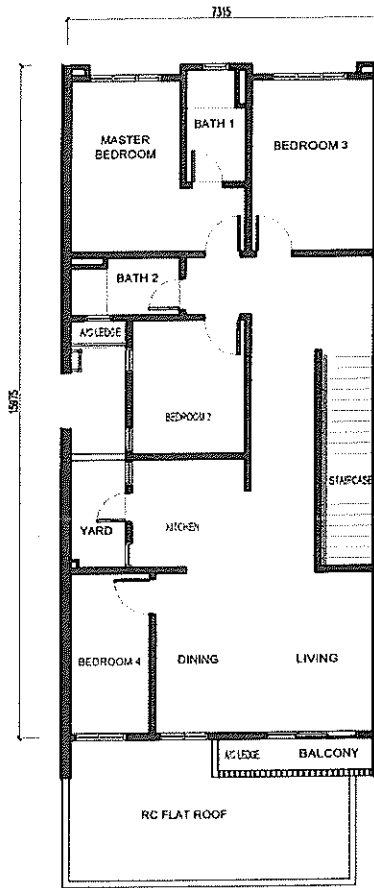 7315
BATH 1
MASTER
BEDROOM
BEDROOM 3
BATH 2
A/C LEDGE
15975
BEDROOM 2
STAIRCASE
YARD
KITCHEN
BEDROOM 4
DINING
LIVING
A/C LEDGE
BALCONY
RC FLAT ROOF